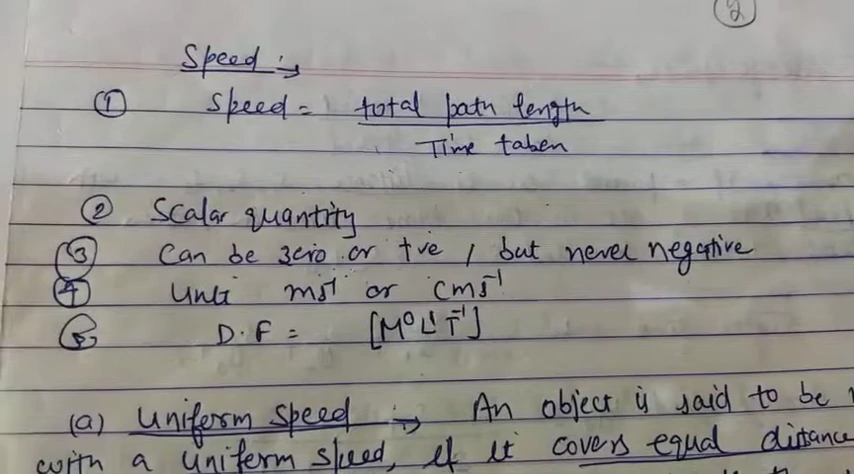 2
Speed :→
① Speed = total path length
Time taken
② Scalar quantity
③ Can be zero or +ve / but never negative
④ Unit ms⁻¹ or cms⁻¹
⑤ D.F = [M⁰L¹T⁻¹]
(a) Uniform speed :→ An object is said to be
with a uniform speed, if it covers equal distance